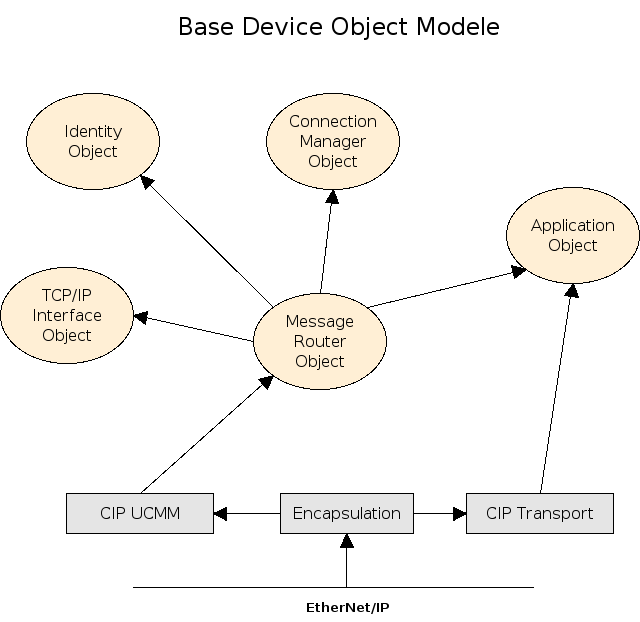 Base Device Object Modele
Identity
Object
Connection
Manager
Object
Application
Object
TCP/IP
Interface
Object
Message
Router
Object
CIP UCMM
Encapsulation
CIP Transport
EtherNet/IP